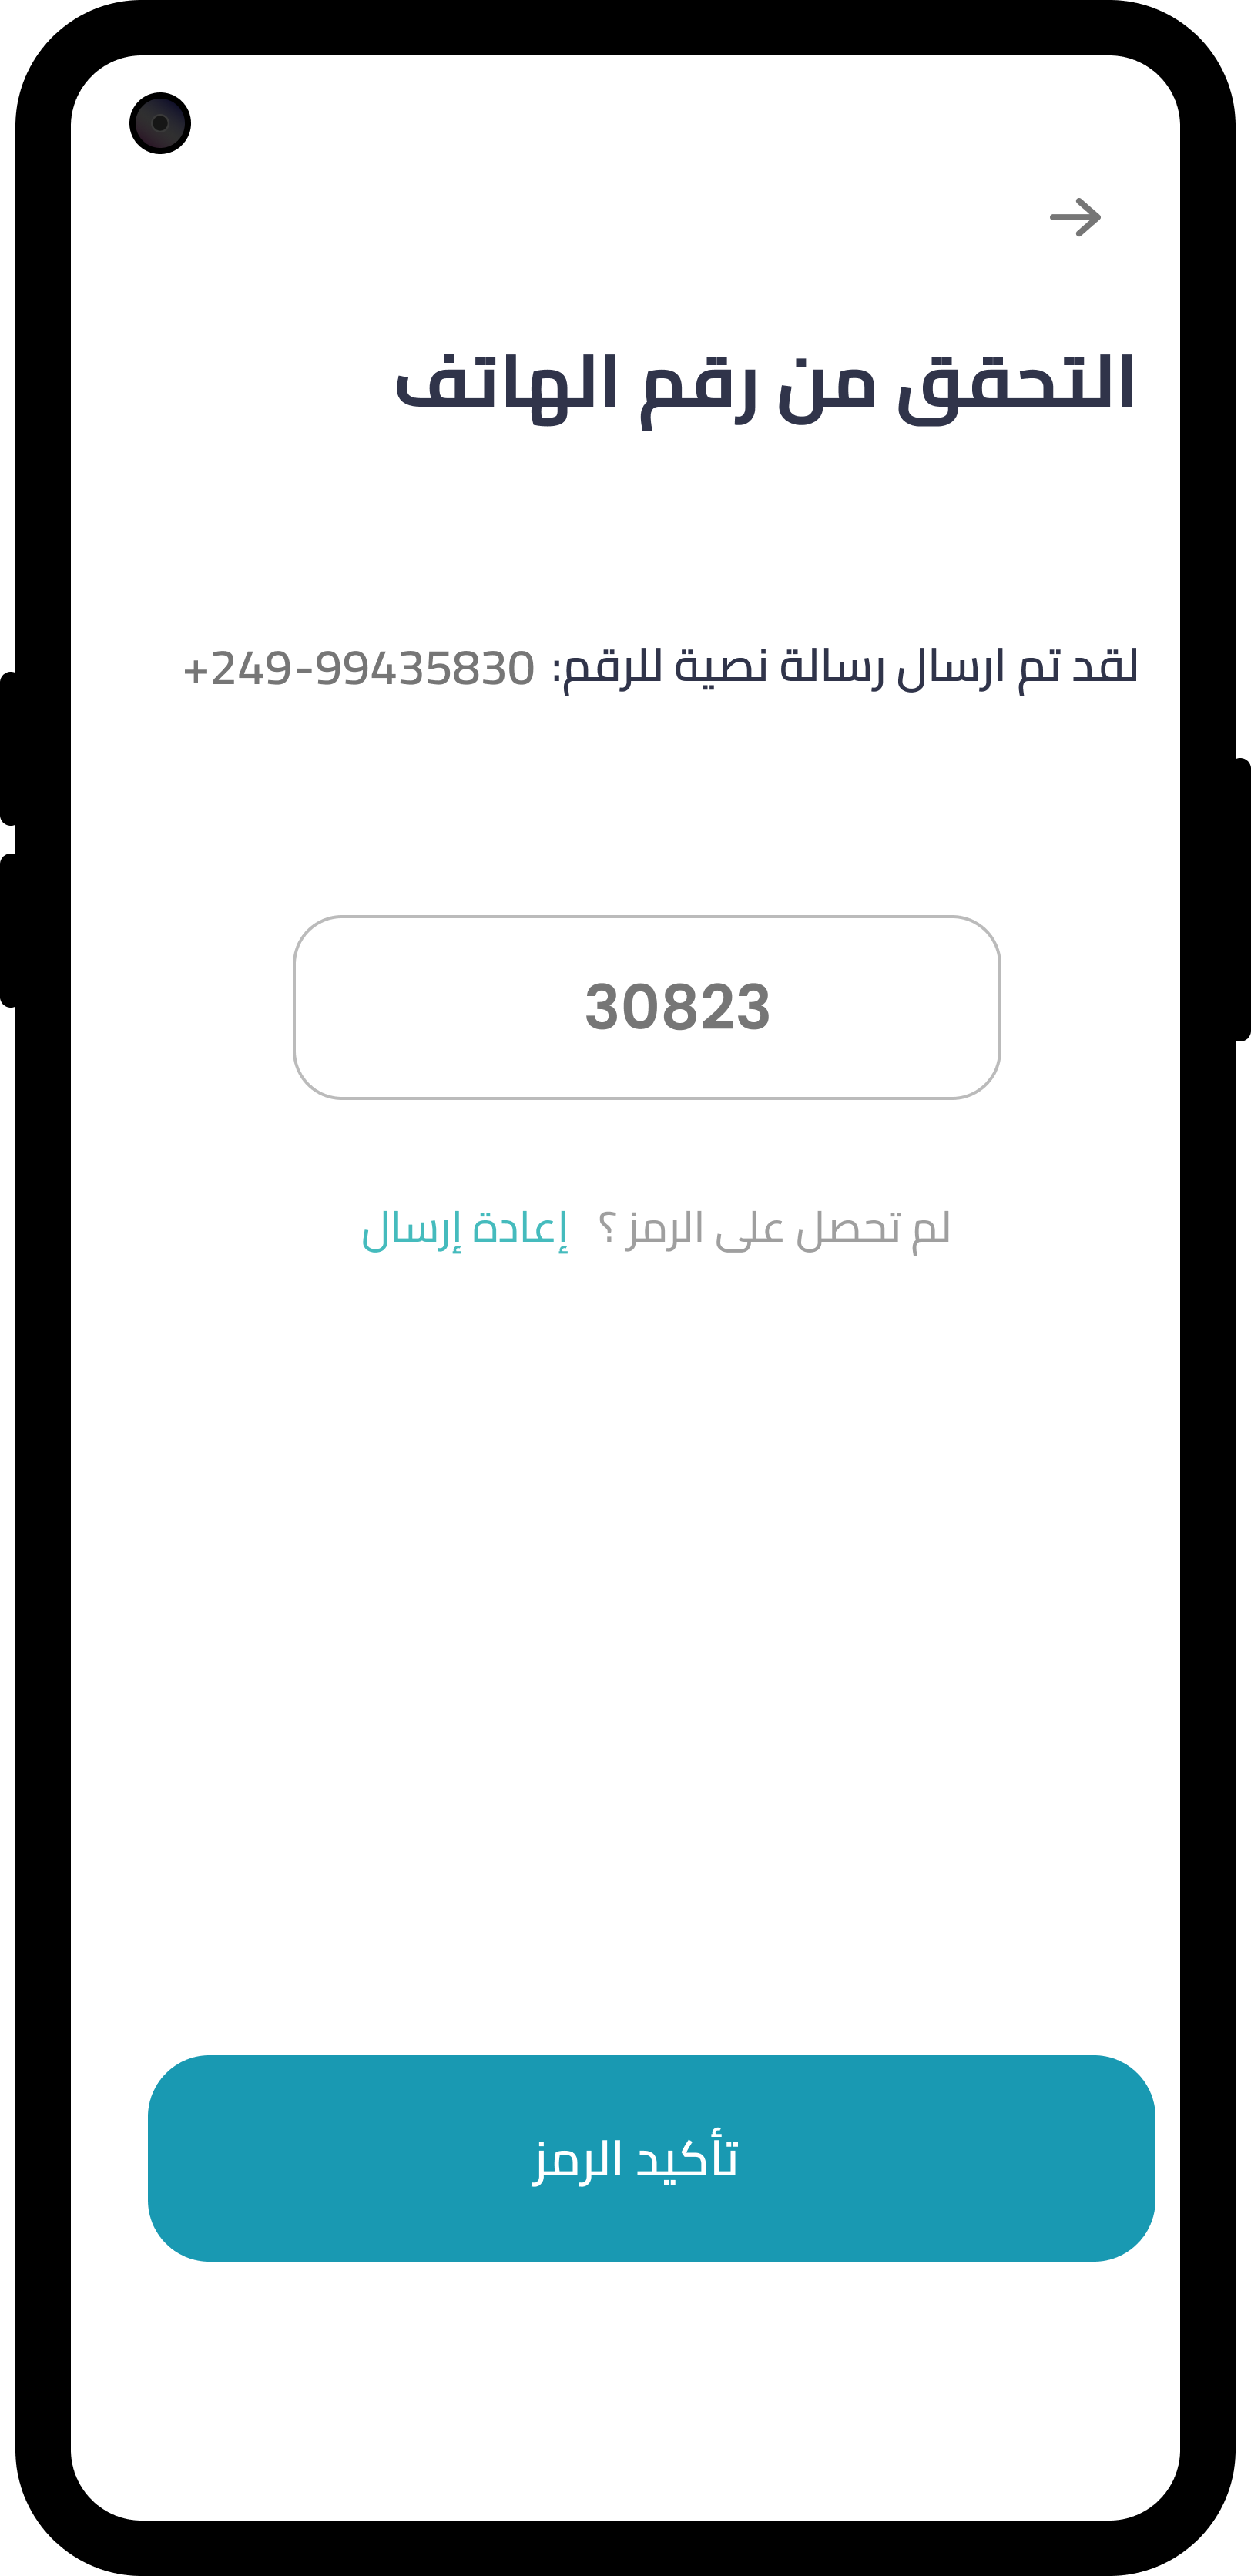 التحقق من رقم الهاتف
لقد تم ارسال رسالة نصية للرقم: +249-99435830
30823
لم تحصل على الرمز ؟ إعادة إرسال
تأكيد الرمز